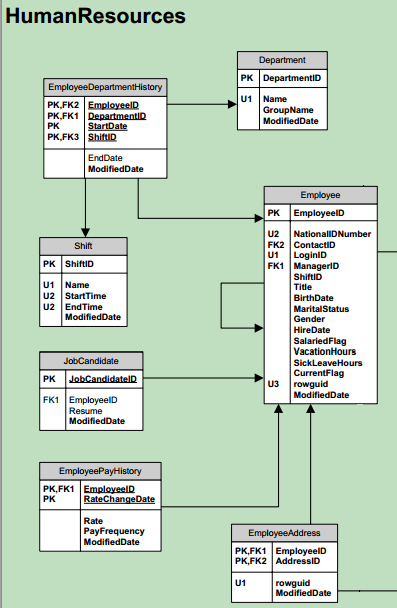 HumanResources
Department
PK DepartmentID
U1 Name
GroupName
ModifiedDate
EmployeeDepartmentHistory
PK,FK2 EmployeeID
PK,FK1 DepartmentID
PK StartDate
PK,FK3 ShiftID
EndDate
ModifiedDate
Employee
PK EmployeeID
U2 NationalIDNumber
FK2 ContactID
U1 LoginID
FK1 ManagerID
ShiftID
Title
BirthDate
MaritalStatus
Gender
HireDate
SalariedFlag
VacationHours
SickLeaveHours
CurrentFlag
U3 rowguid
ModifiedDate
Shift
PK ShiftID
U1 Name
U2 StartTime
U2 EndTime
ModifiedDate
JobCandidate
PK JobCandidateID
FK1 EmployeeID
Resume
ModifiedDate
EmployeePayHistory
PK,FK1 EmployeeID
PK RateChangeDate
Rate
PayFrequency
ModifiedDate
EmployeeAddress
PK,FK1 EmployeeID
PK,FK2 AddressID
U1 rowguid
ModifiedDate